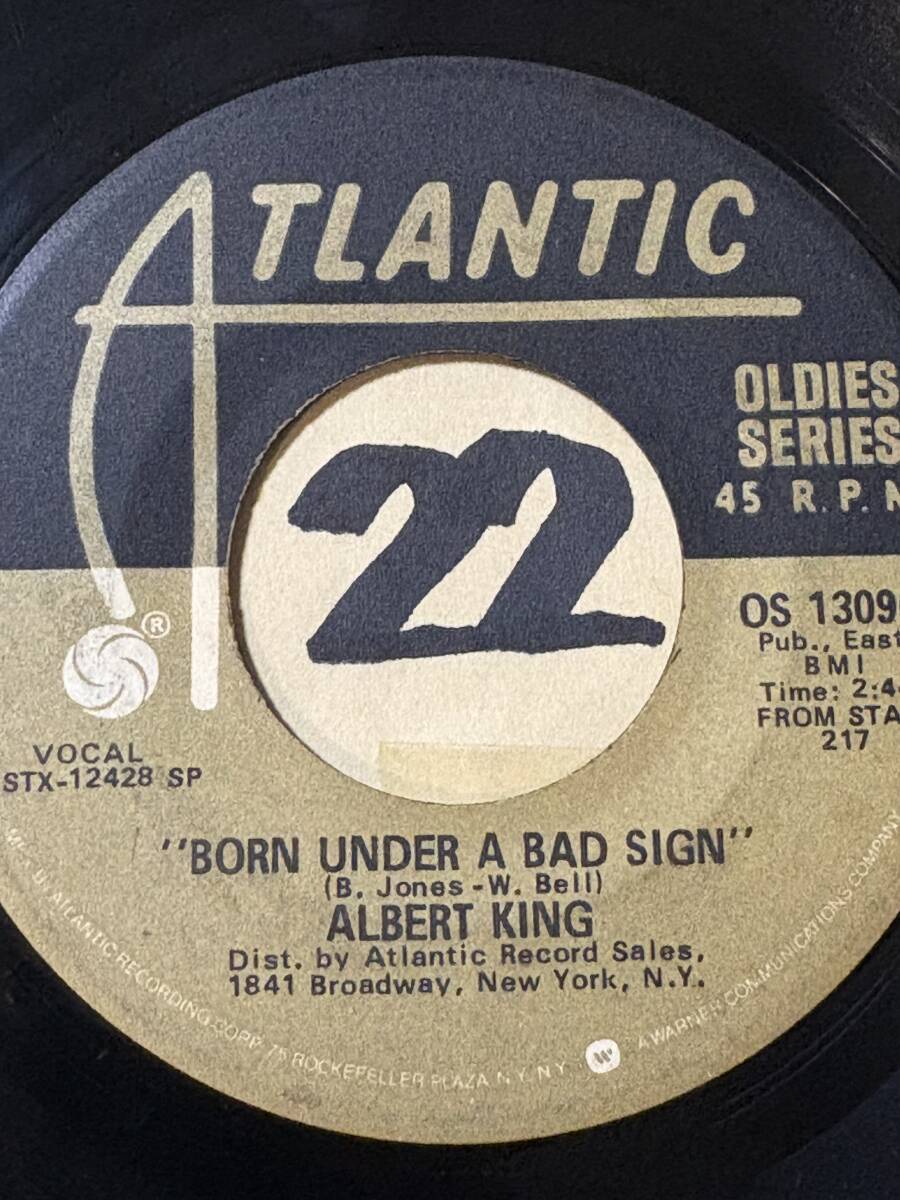 ATLANTIC
OLDIES
SERIES
45 R.P.
22
OS 1309
Pub., East
BMI
Time: 2:4
FROM STA
217
®
VOCAL
STX-12428 SP
"BORN UNDER A BAD SIGN"
(B. Jones-W. Bell)
ALBERT KING
Dist. by Atlantic Record Sales,
1841 Broadway, New York, N.Y.
BY ATLANTIC RECORDING CORP. 75 ROCKEFELLER PLAZA N.Y. N.Y. W A WARNER COMMUNICATIONS COMPANY